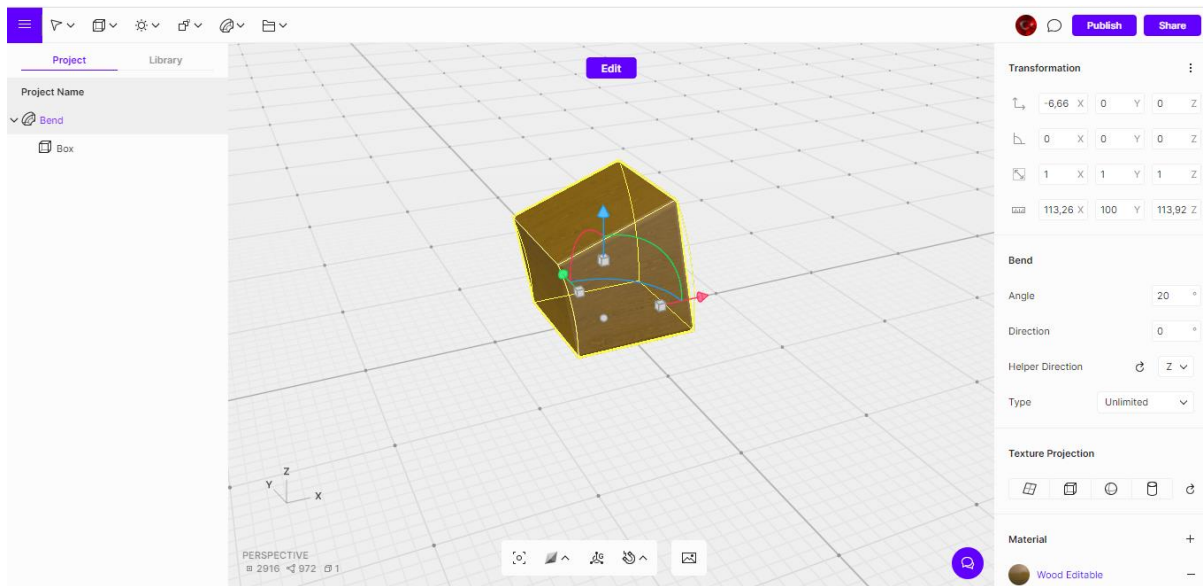 Publish
Share
Project
Library
Project Name
Bend
Box
Edit
Z
Y
X
PERSPECTIVE
2916 972 1
Transformation
-6,66 X 0 Y 0 Z
0 X 0 Y 0 Z
1 X 1 Y 1 Z
113,26 X 100 Y 113,92 Z
Bend
Angle 20 °
Direction 0 °
Helper Direction Z
Type Unlimited
Texture Projection
Material +
Wood Editable −